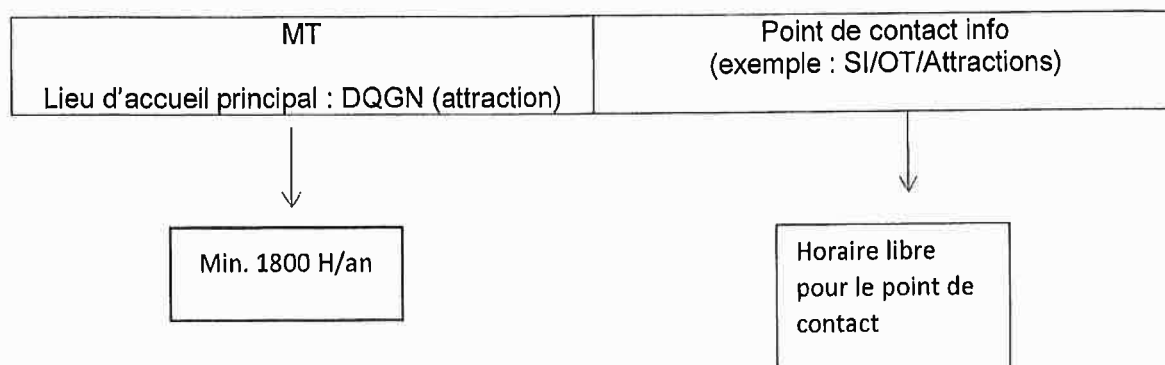 MT
Lieu d'accueil principal : DQGN (attraction)
Point de contact info
(exemple : SI/OT/Attractions)
Min. 1800 H/an
Horaire libre
pour le point de
contact